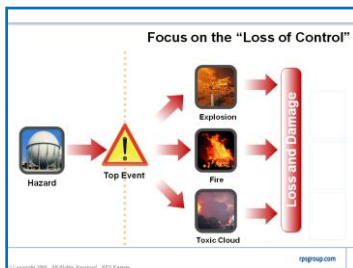 Focus on the "Loss of Control"
Explosion
Hazard
Top Event
Fire
Loss and Damage
Toxic Cloud
rpsgroup.com